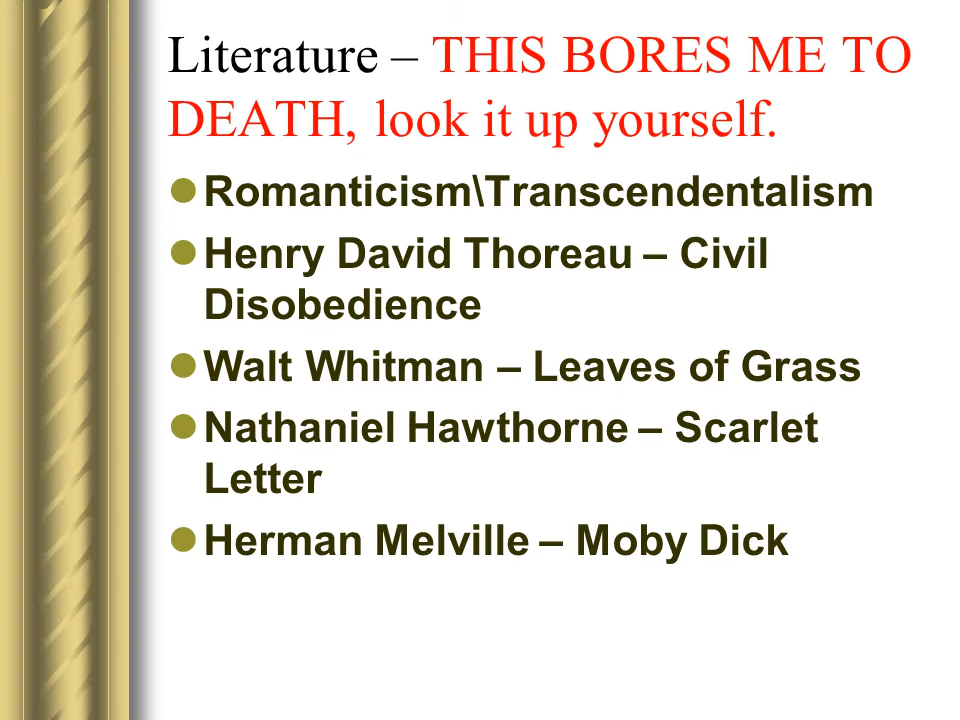 Literature – THIS BORES ME TO
DEATH, look it up yourself.
Romanticism\Transcendentalism
Henry David Thoreau – Civil
Disobedience
Walt Whitman – Leaves of Grass
Nathaniel Hawthorne – Scarlet
Letter
Herman Melville – Moby Dick